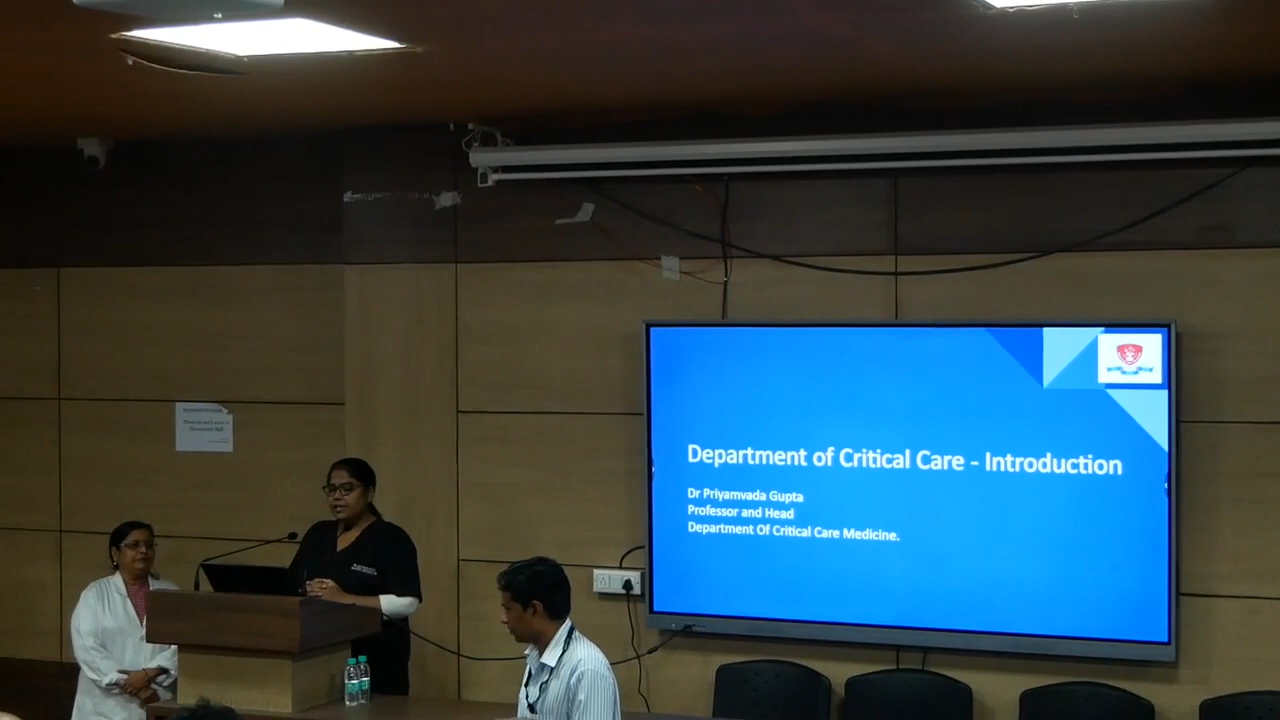 Department of Critical Care - Introduction
Dr Priyamvada Gupta
Professor and Head
Department Of Critical Care Medicine.